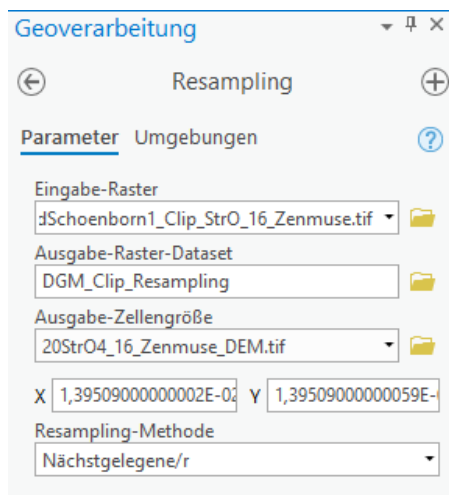 Geoverarbeitung
Resampling
Parameter Umgebungen
Eingabe-Raster
dSchoenborn1_Clip_StrO_16_Zenmuse.tif
Ausgabe-Raster-Dataset
DGM_Clip_Resampling
Ausgabe-Zellengröße
20StrO4_16_Zenmuse_DEM.tif
X 1,39509000000002E-02 Y 1,39509000000059E-
Resampling-Methode
Nächstgelegene/r